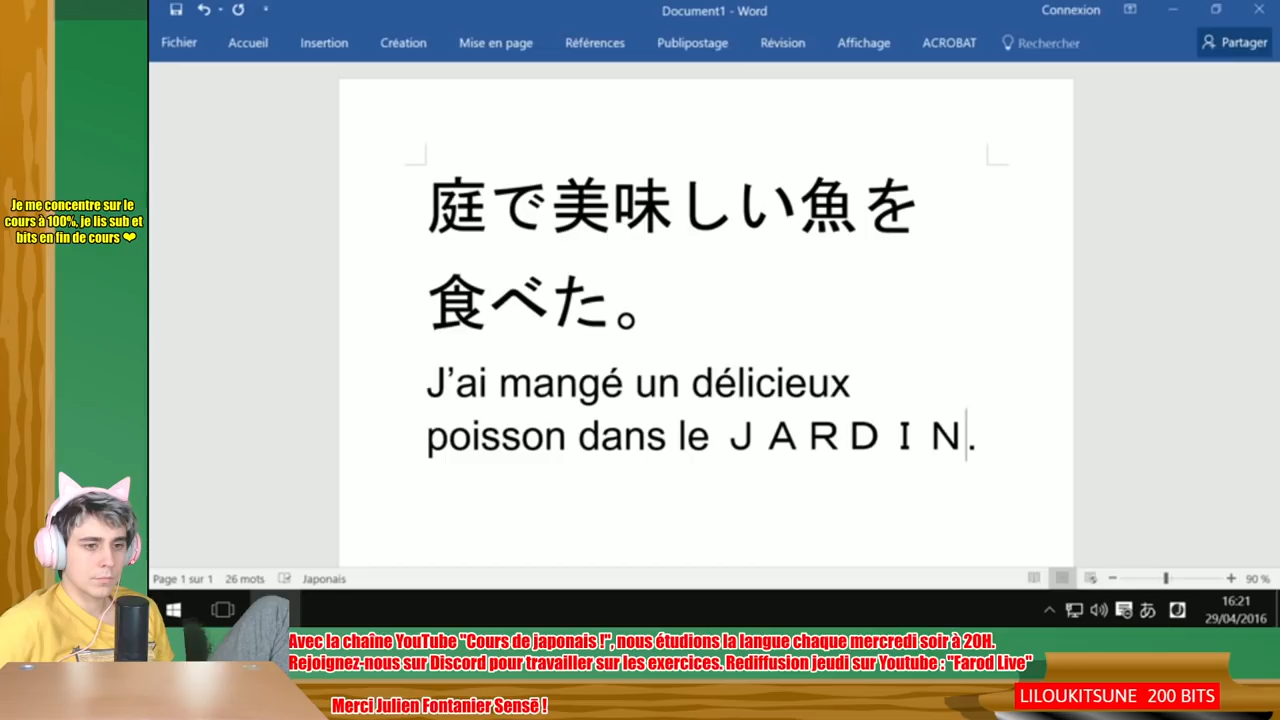 Document1 - Word
Connexion
Fichier
Accueil
Insertion
Création
Mise en page
Références
Publipostage
Révision
Affichage
ACROBAT
Rechercher
Partager
庭で美味しい魚を
食べた。
J'ai mangé un délicieux
poisson dans le ＪＡＲＤＩＮ.
Je me concentre sur le
cours à 100%, je lis sub et
bits en fin de cours ❤
Page 1 sur 1
26 mots
Japonais
90 %
あ
16:21
29/04/2016
Avec la chaîne YouTube "Cours de japonais !", nous étudions la langue chaque mercredi soir à 20H.
Rejoignez-nous sur Discord pour travailler sur les exercices. Rediffusion jeudi sur Youtube : "Farod Live"
Merci Julien Fontanier Sensē !
LILOUKITSUNE 200 BITS